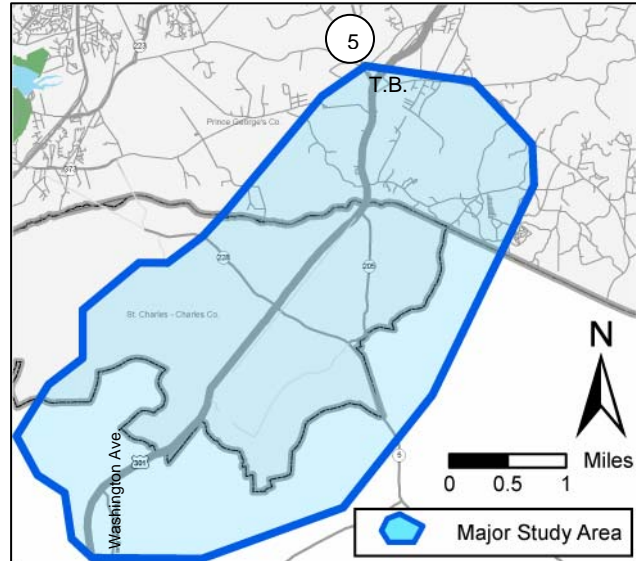 5
T.B.
223
Prince George's Co.
373
228
205
St. Charles - Charles Co.
N
Washington Ave.
301
5
Miles
0 0.5 1
Major Study Area